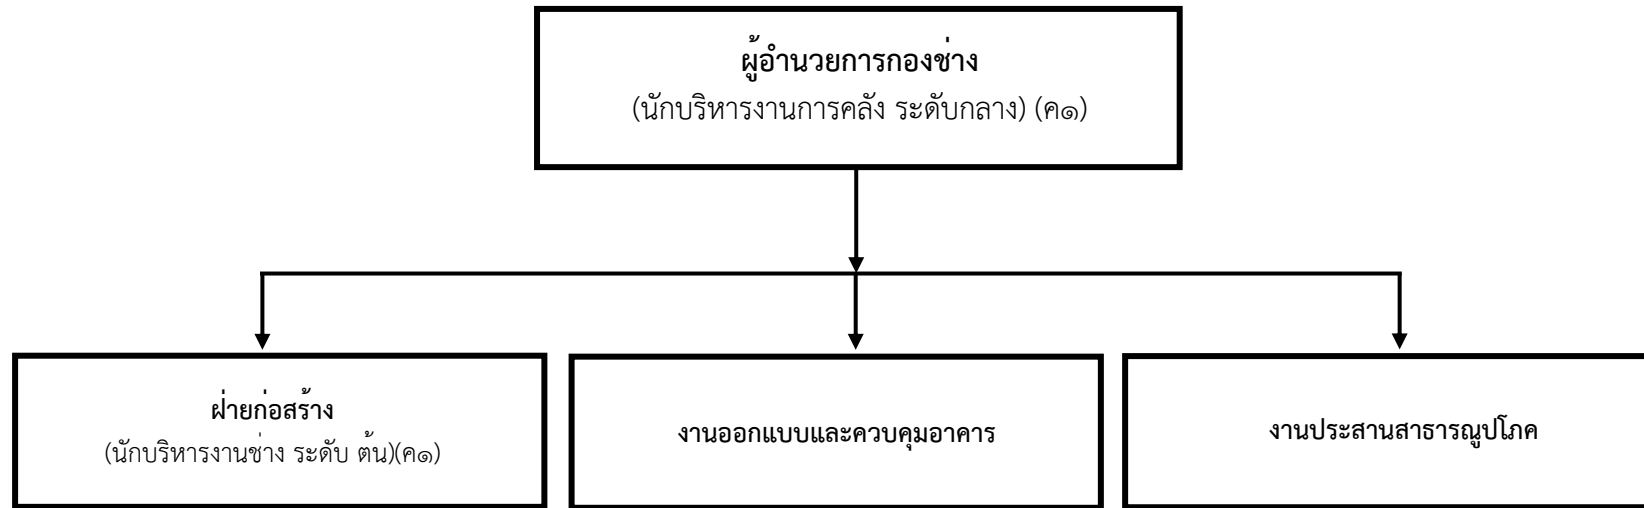 ผู้อำนวยการกองช่าง
(นักบริหารงานการคลัง ระดับกลาง) (ค๑)
ฝ่ายก่อสร้าง
(นักบริหารงานช่าง ระดับ ต้น)(ค๑)
งานออกแบบและควบคุมอาคาร
งานประสานสาธารณูปโภค